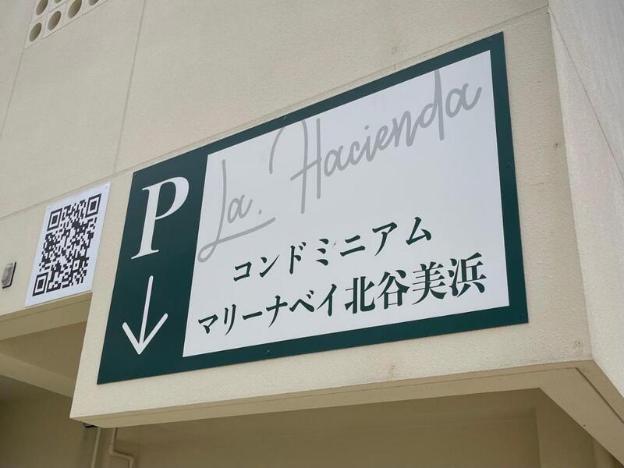 P
La. Hacienda
コンドミニアム
マリーナベイ北谷美浜